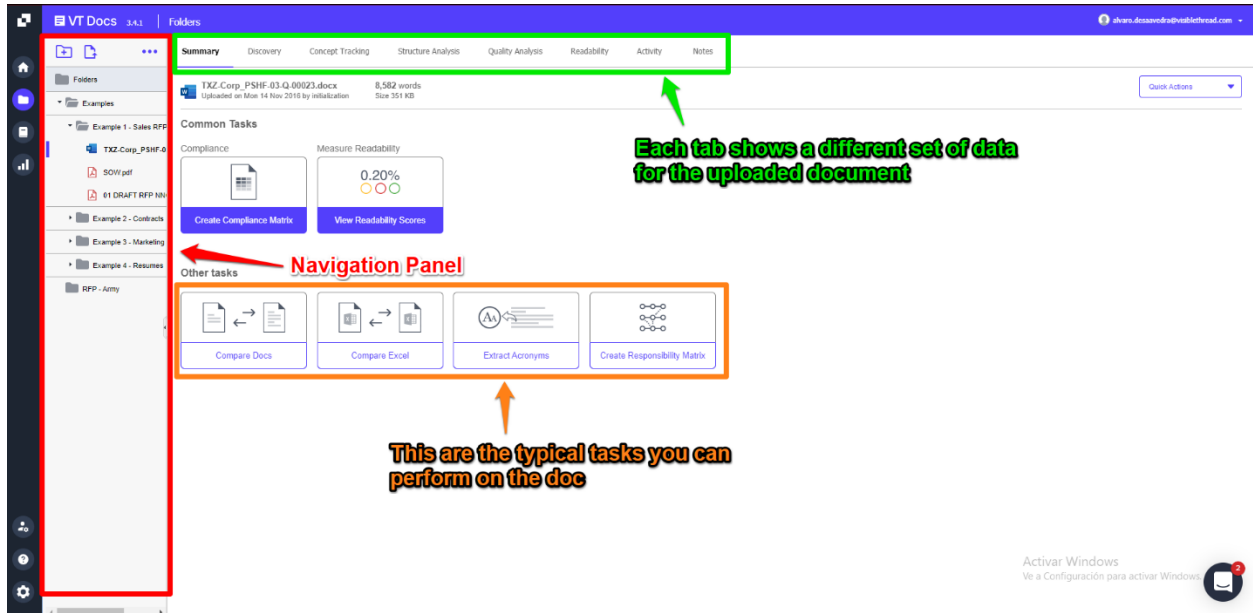 VT Docs 3.4.1 Folders alvaro.desaavedra@visiblethread.com
Summary Discovery Concept Tracking Structure Analysis Quality Analysis Readability Activity Notes
Folders
Examples
Example 1 - Sales RFP
TXZ-Corp_PSHF-0
SOW.pdf
01 DRAFT RFP NN
Example 2 - Contracts
Example 3 - Marketing
Example 4 - Resumes
RFP - Army
TXZ-Corp_PSHF-03-Q-00023.docx 8,582 words
Uploaded on Mon 14 Nov 2016 by initialization Size 351 KB
Quick Actions
Common Tasks
Compliance Measure Readability
0.20%
Create Compliance Matrix View Readability Scores
Each tab shows a different set of data
for the uploaded document
Navigation Panel
Other tasks
Compare Docs Compare Excel Extract Acronyms Create Responsibility Matrix
This are the typical tasks you can
perform on the doc
Activar Windows
Ve a Configuración para activar Windows.
2